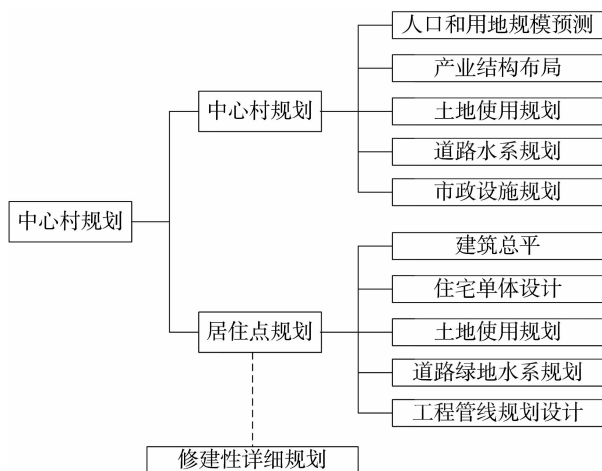 人口和用地规模预测
产业结构布局
中心村规划
土地使用规划
道路水系规划
市政设施规划
中心村规划
建筑总平
住宅单体设计
居住点规划
土地使用规划
道路绿地水系规划
工程管线规划设计
修建性详细规划